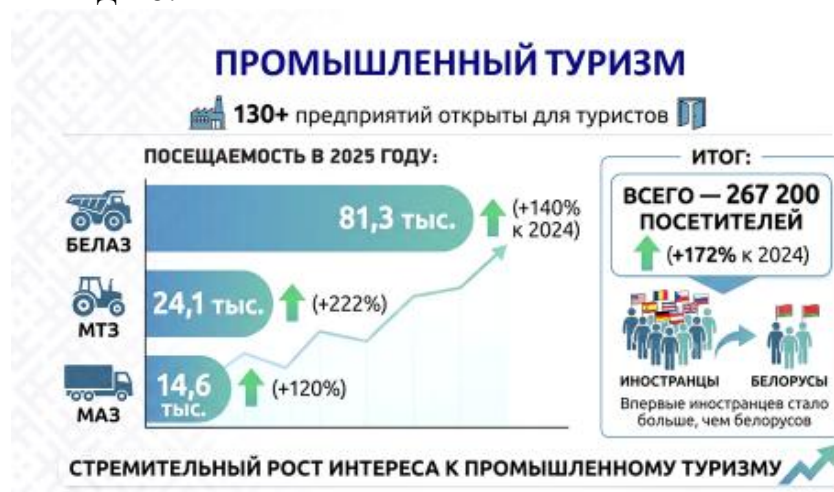 ПРОМЫШЛЕННЫЙ ТУРИЗМ
130+ предприятий открыты для туристов
ПОСЕЩАЕМОСТЬ В 2025 ГОДУ:
БЕЛАЗ
81,3 тыс.
(+140%
к 2024)
МТЗ
24,1 тыс.
(+222%)
МАЗ
14,6
тыс.
(+120%)
ИТОГ:
ВСЕГО — 267 200
ПОСЕТИТЕЛЕЙ
(+172% к 2024)
ИНОСТРАНЦЫ
БЕЛОРУСЫ
Впервые иностранцев стало
больше, чем белорусов
СТРЕМИТЕЛЬНЫЙ РОСТ ИНТЕРЕСА К ПРОМЫШЛЕННОМУ ТУРИЗМУ